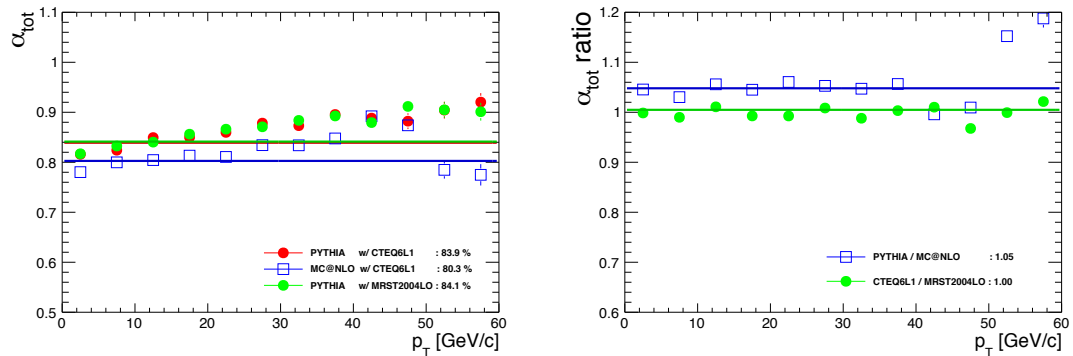 α_tot
1
0.9
0.8
0.7
0.6
0.5
PYTHIA w/ CTEQ6L1 : 83.9 %
MC@NLO w/ CTEQ6L1 : 80.3 %
PYTHIA w/ MRST2004LO : 84.1 %
0 10 20 30 40 50 60
p_T [GeV/c]
α_tot ratio
1.2
1.1
1
0.9
0.8
0.7
0.6
PYTHIA / MC@NLO : 1.05
CTEQ6L1 / MRST2004LO : 1.00
0 10 20 30 40 50 60
p_T [GeV/c]